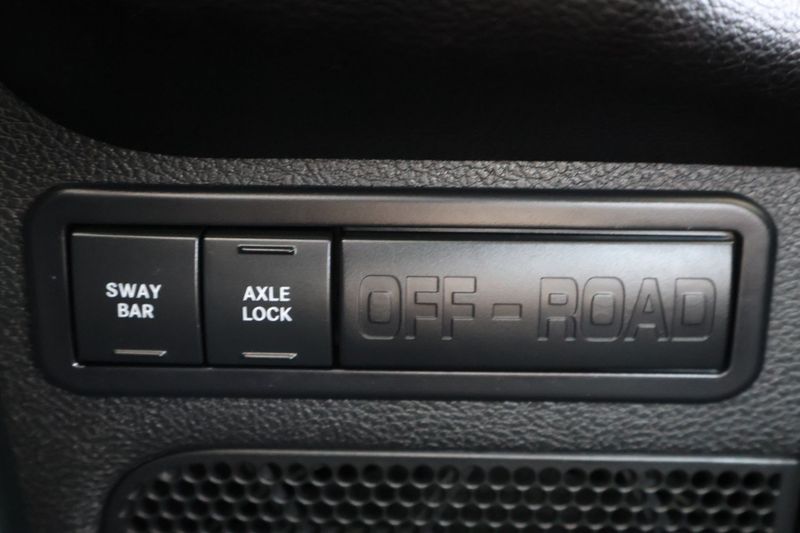 SWAY
BAR
AXLE
LOCK
OFF - ROAD